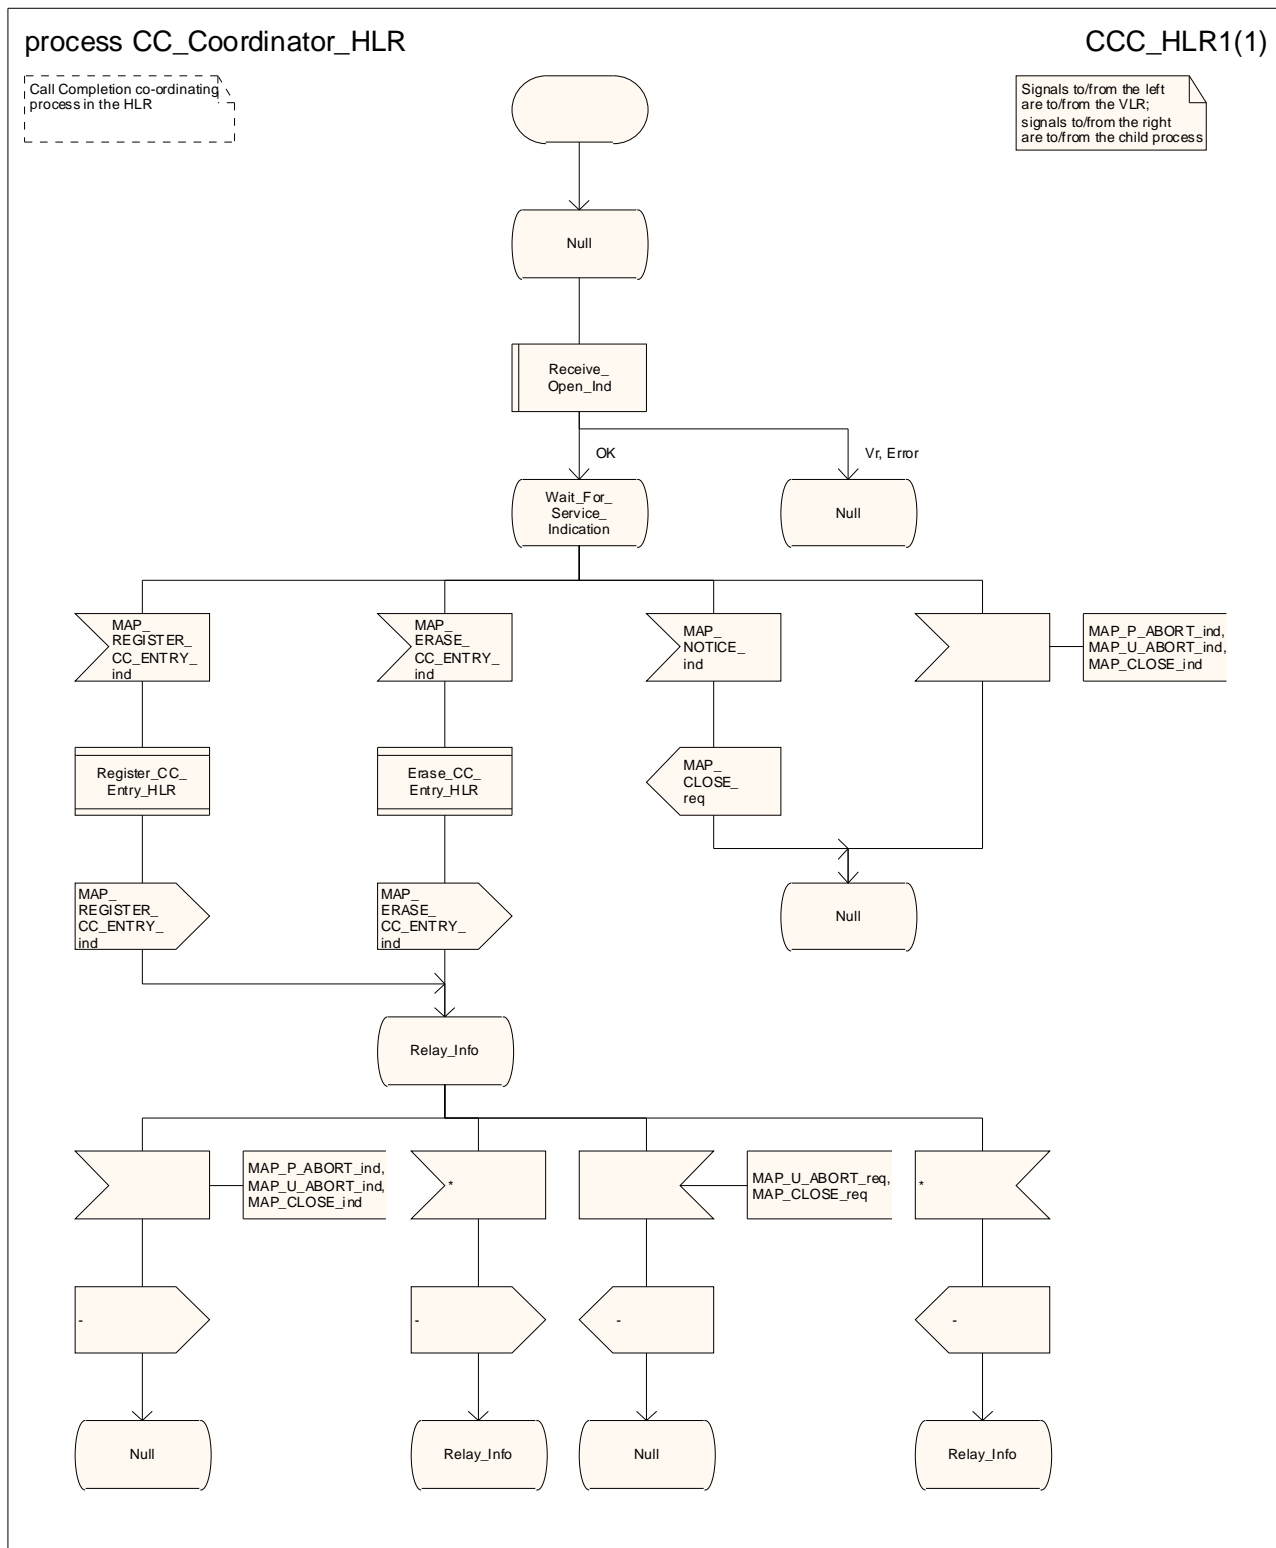 process CC_Coordinator_HLR
CCC_HLR1(1)
Call Completion co-ordinating
process in the HLR
Signals to/from the left
are to/from the VLR;
signals to/from the right
are to/from the child process
Null
Receive_
Open_Ind
OK
Vr, Error
Wait_For_
Service_
Indication
Null
MAP_
REGISTER_
CC_ENTRY_
ind
MAP_
ERASE_
CC_ENTRY_
ind
MAP_
NOTICE_
ind
MAP_P_ABORT_ind,
MAP_U_ABORT_ind,
MAP_CLOSE_ind
Register_CC_
Entry_HLR
Erase_CC_
Entry_HLR
MAP_
CLOSE_
req
MAP_
REGISTER_
CC_ENTRY_
ind
MAP_
ERASE_
CC_ENTRY_
ind
Null
Relay_Info
MAP_P_ABORT_ind,
MAP_U_ABORT_ind,
MAP_CLOSE_ind
*
MAP_U_ABORT_req,
MAP_CLOSE_req
*
-
-
-
-
Null
Relay_Info
Null
Relay_Info